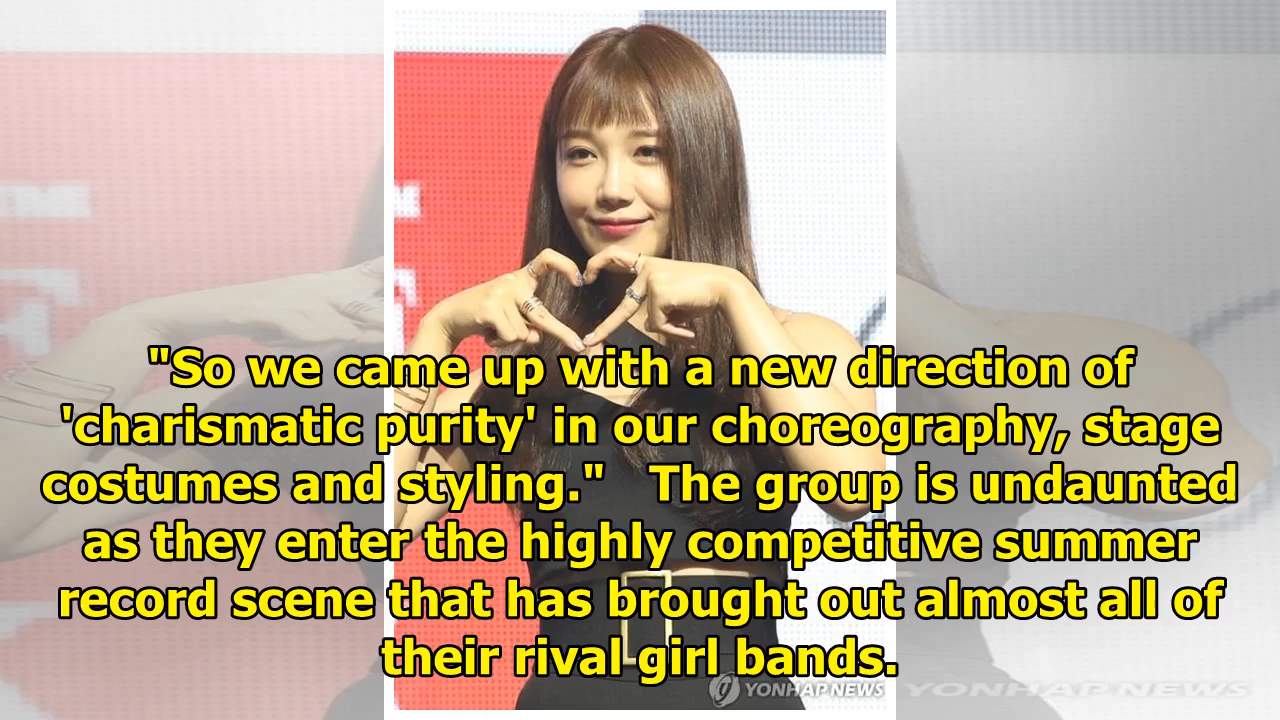 "So we came up with a new direction of
'charismatic purity' in our choreography, stage
costumes and styling."   The group is undaunted
as they enter the highly competitive summer
record scene that has brought out almost all of
their rival girl bands.
YONHAP NEWS
YONHAP NEWS